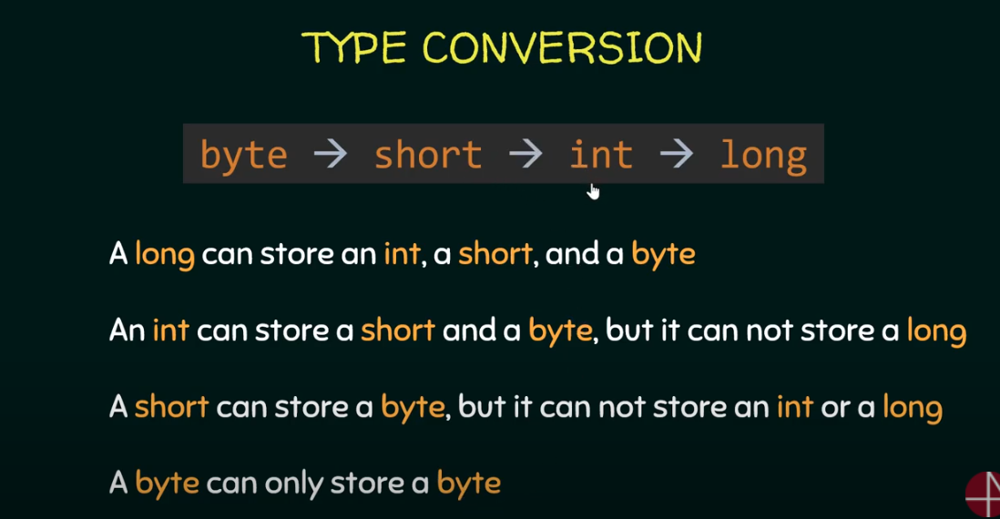 TYPE CONVERSION
byte → short → int → long
A long can store an int, a short, and a byte
An int can store a short and a byte, but it can not store a long
A short can store a byte, but it can not store an int or a long
A byte can only store a byte